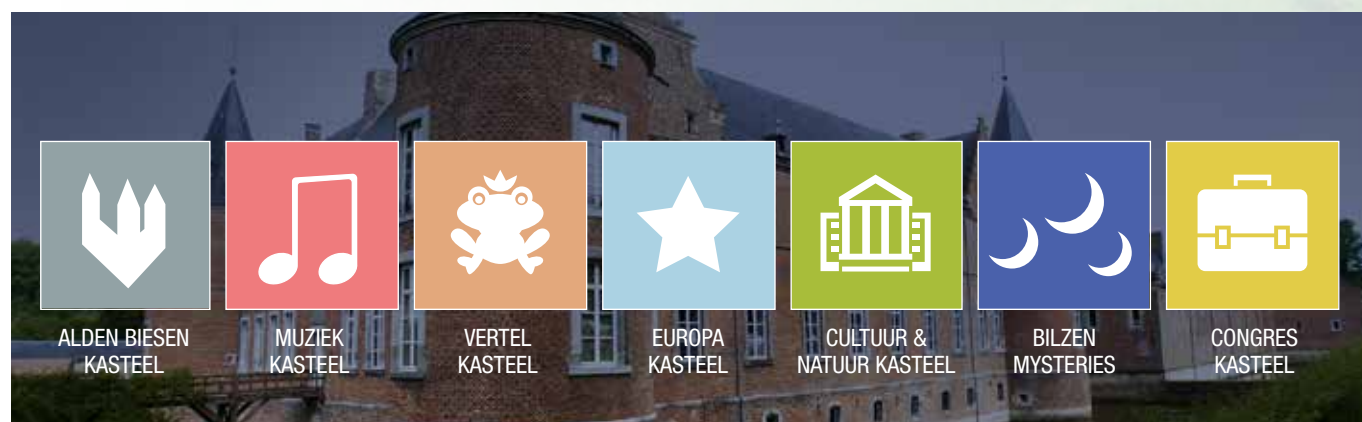 ALDEN BIESEN
KASTEEL
MUZIEK
KASTEEL
VERTEL
KASTEEL
EUROPA
KASTEEL
CULTUUR &
NATUUR KASTEEL
BILZEN
MYSTERIES
CONGRES
KASTEEL